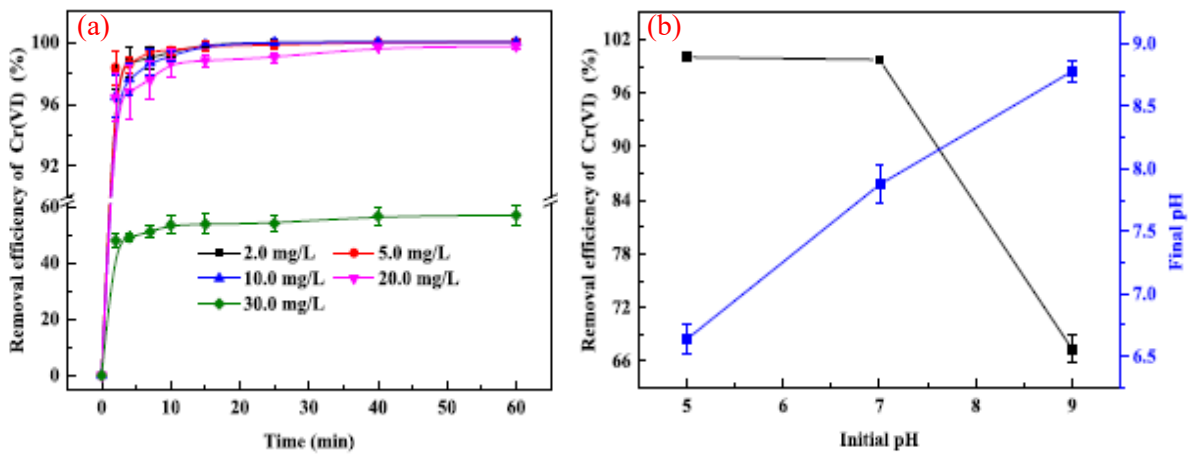 (a)
Removal efficiency of Cr(VI) (%)
100
96
92
60
40
20
0
2.0 mg/L
5.0 mg/L
10.0 mg/L
20.0 mg/L
30.0 mg/L
0 10 20 30 40 50 60
Time (min)
(b)
Removal efficiency of Cr(VI) (%)
102
96
90
84
78
72
66
5 6 7 8 9
Initial pH
9.0
8.5
8.0
7.5
7.0
6.5
Final pH